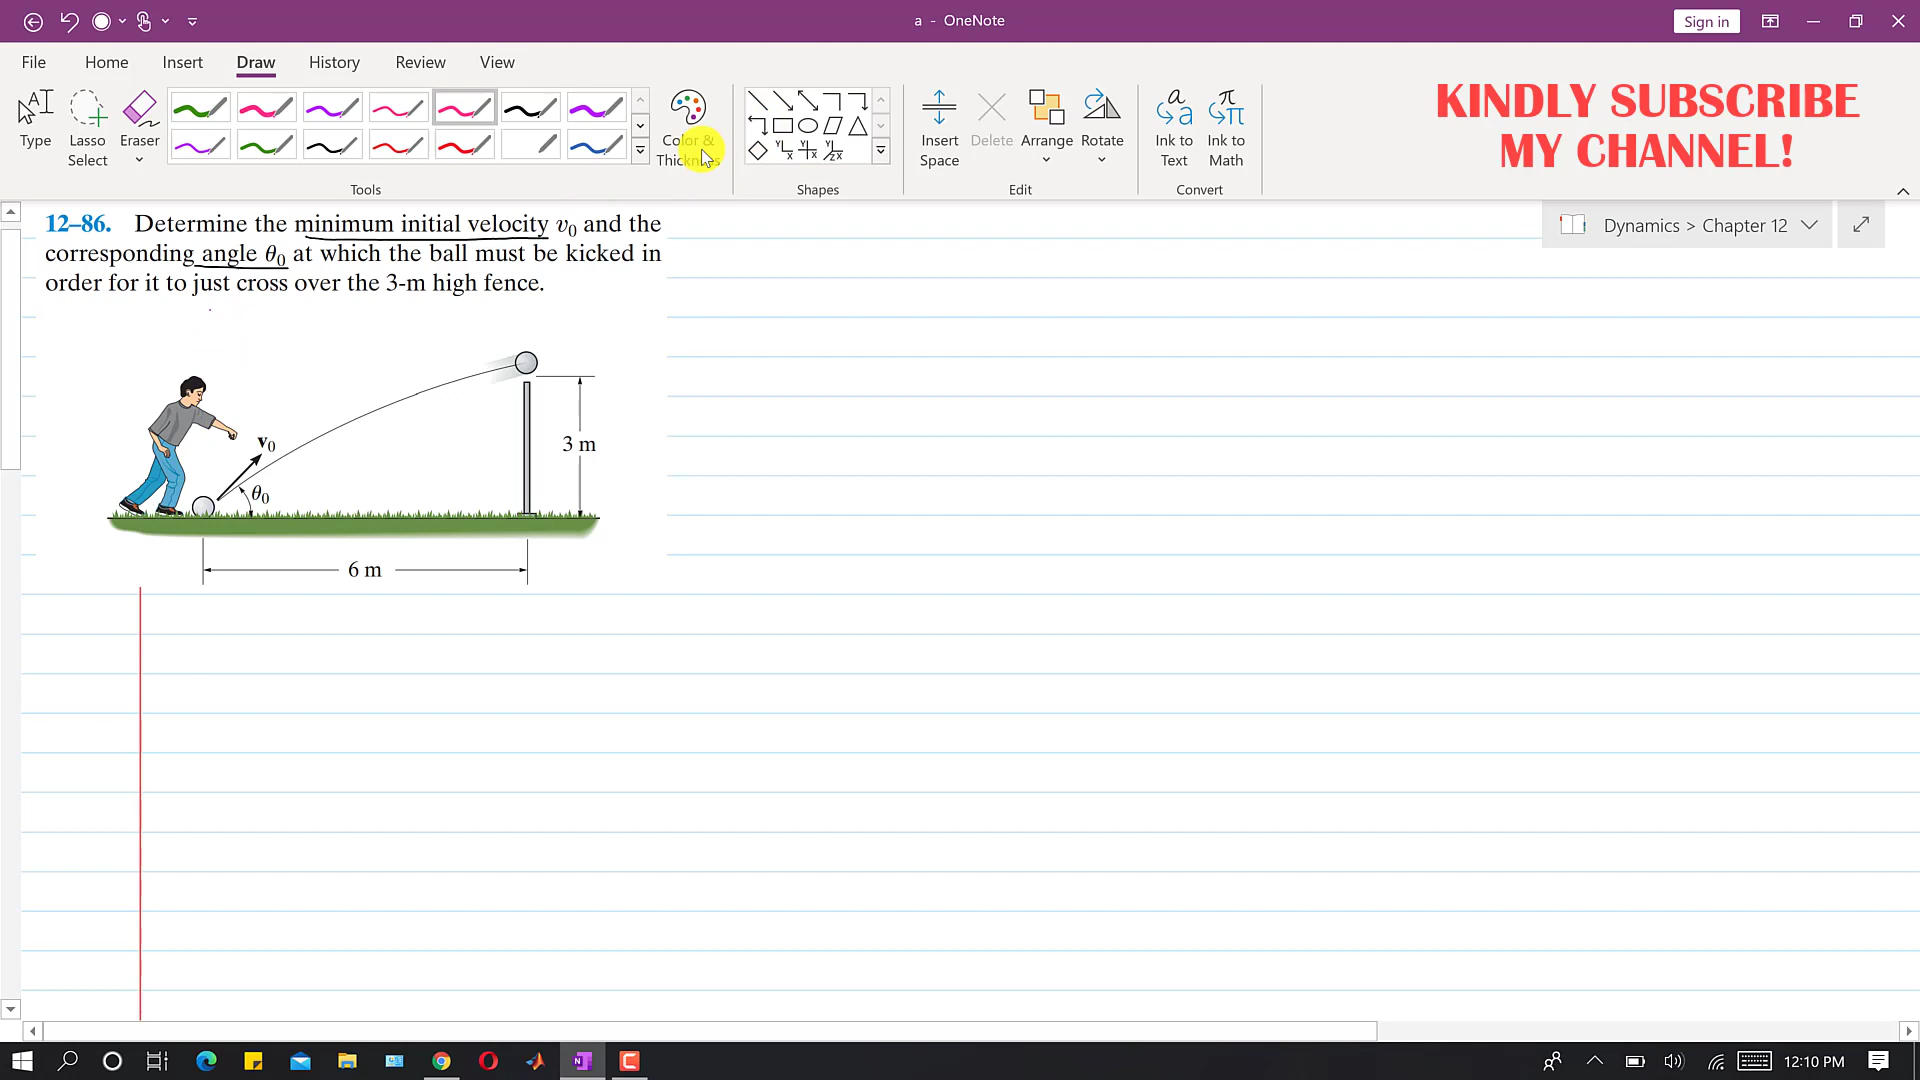 a - OneNote
Sign in
File Home Insert Draw History Review View
KINDLY SUBSCRIBE
MY CHANNEL!
Type Lasso Select Eraser Color & Thickness Insert Space Delete Arrange Rotate Ink to Text Ink to Math
Tools Shapes Edit Convert
12–86. Determine the minimum initial velocity v0 and the
corresponding angle θ0 at which the ball must be kicked in
order for it to just cross over the 3-m high fence.
Dynamics > Chapter 12
v0
3 m
θ0
6 m
12:10 PM